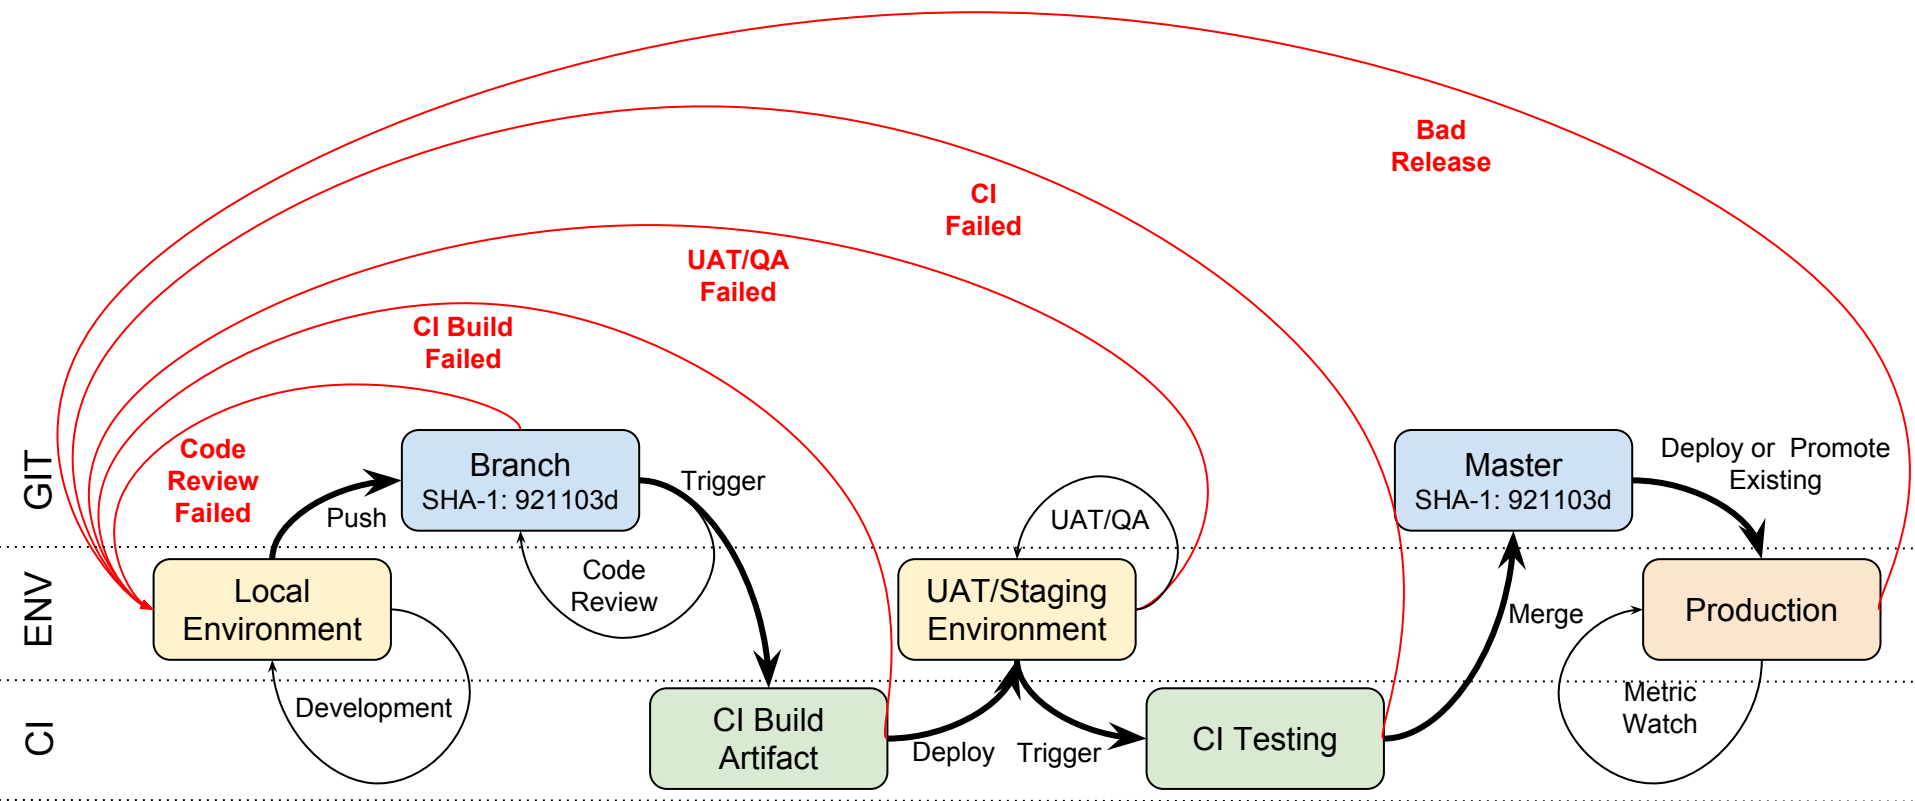 Bad
Release
CI
Failed
UAT/QA
Failed
CI Build
Failed
Code
Review
Failed
GIT
Branch
SHA-1: 921103d
Push
Trigger
UAT/QA
Master
SHA-1: 921103d
Deploy or  Promote
Existing
ENV
Local
Environment
Code
Review
UAT/Staging
Environment
Merge
Production
CI
Development
CI Build
Artifact
Deploy
Trigger
CI Testing
Metric
Watch